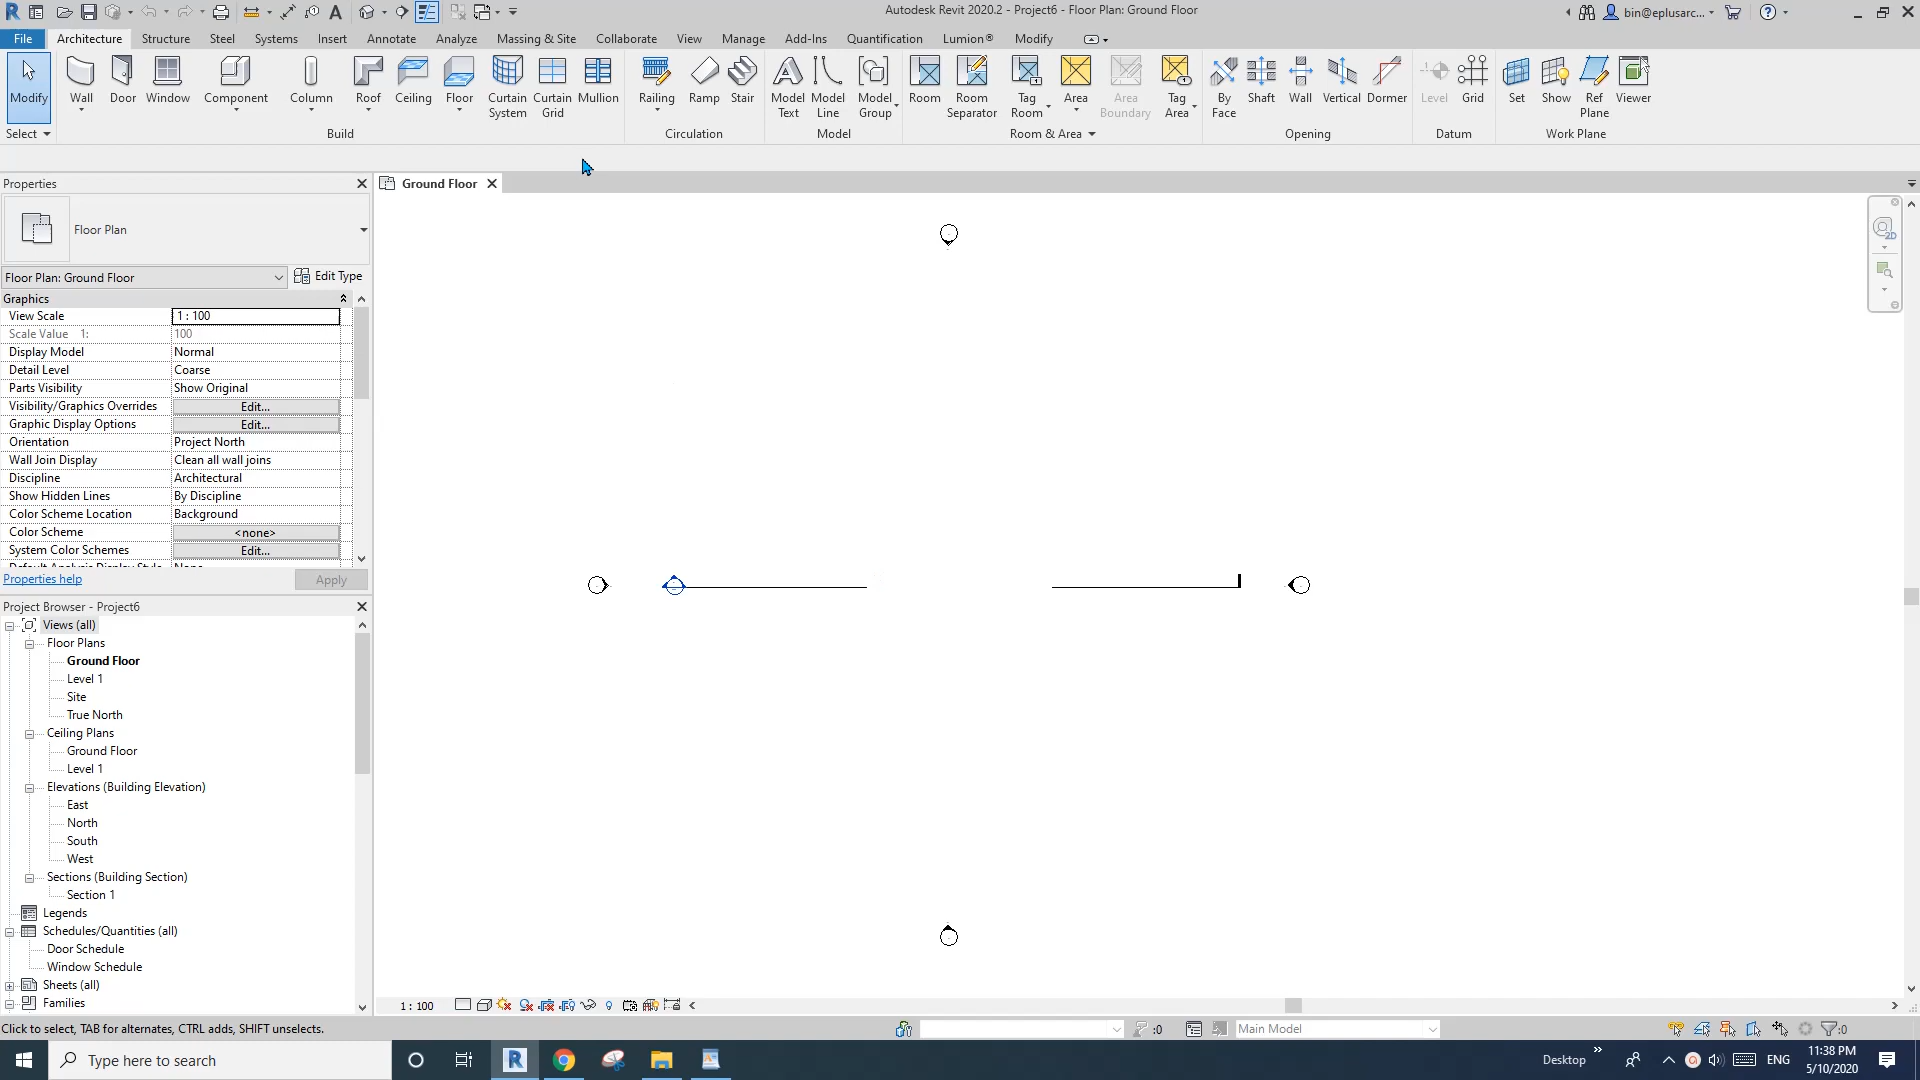 Autodesk Revit 2020.2 - Project6 - Floor Plan: Ground Floor
bin@eplusarc...
File Architecture Structure Steel Systems Insert Annotate Analyze Massing & Site Collaborate View Manage Add-Ins Quantification Lumion® Modify
Modify Wall Door Window Component Column Roof Ceiling Floor Curtain System Curtain Grid Mullion Railing Ramp Stair Model Text Model Line Model Group Room Room Separator Tag Room Area Area Boundary Tag Area By Face Shaft Wall Vertical Dormer Level Grid Set Show Ref Plane Viewer
Select Build Circulation Model Room & Area Opening Datum Work Plane
Properties
Ground Floor
Floor Plan
Floor Plan: Ground Floor Edit Type
Graphics
View Scale 1 : 100
Scale Value 1: 100
Display Model Normal
Detail Level Coarse
Parts Visibility Show Original
Visibility/Graphics Overrides Edit...
Graphic Display Options Edit...
Orientation Project North
Wall Join Display Clean all wall joins
Discipline Architectural
Show Hidden Lines By Discipline
Color Scheme Location Background
Color Scheme <none>
System Color Schemes Edit...
Properties help Apply
Project Browser - Project6
Views (all)
Floor Plans
Ground Floor
Level 1
Site
True North
Ceiling Plans
Ground Floor
Level 1
Elevations (Building Elevation)
East
North
South
West
Sections (Building Section)
Section 1
Legends
Schedules/Quantities (all)
Door Schedule
Window Schedule
Sheets (all)
Families
1 : 100
Click to select, TAB for alternates, CTRL adds, SHIFT unselects.
:0
Main Model
:0
Type here to search
Desktop
ENG
11:38 PM
5/10/2020